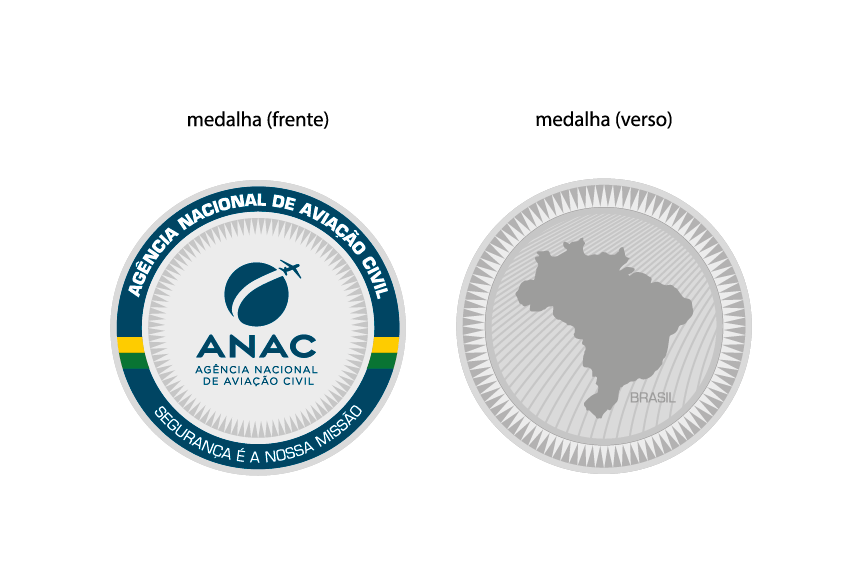 medalha (frente)
medalha (verso)
AGÊNCIA NACIONAL DE AVIAÇÃO CIVIL
ANAC
AGÊNCIA NACIONAL
DE AVIAÇÃO CIVIL
SEGURANÇA É A NOSSA MISSÃO
BRASIL